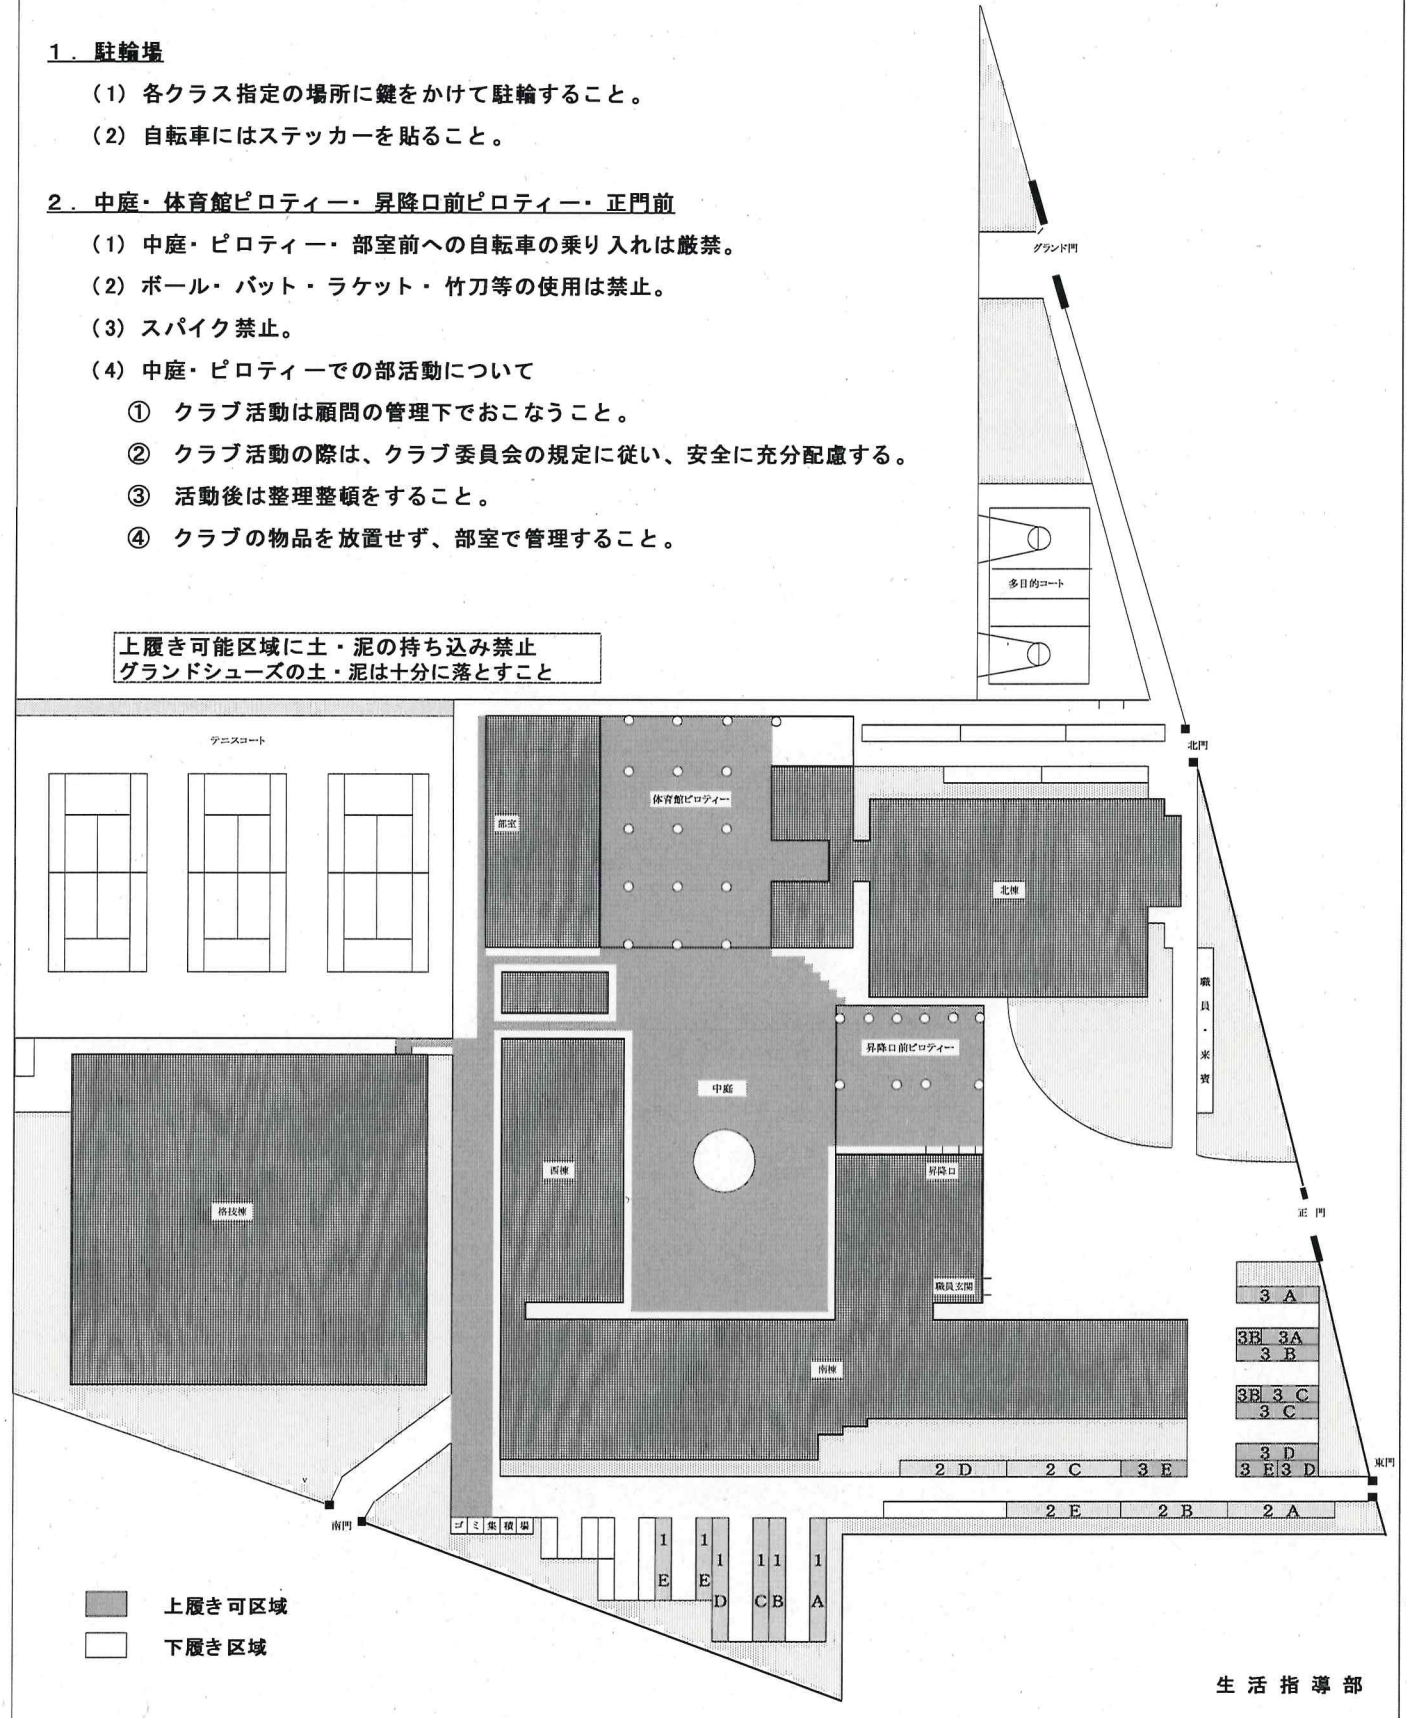 １．駐輪場
（1）各クラス指定の場所に鍵をかけて駐輪すること。
（2）自転車にはステッカーを貼ること。
２．中庭・体育館ピロティー・昇降口前ピロティー・正門前
（1）中庭・ピロティー・部室前への自転車の乗り入れは厳禁。
（2）ボール・バット・ラケット・竹刀等の使用は禁止。
（3）スパイク禁止。
（4）中庭・ピロティーでの部活動について
①　クラブ活動は顧問の管理下でおこなうこと。
②　クラブ活動の際は、クラブ委員会の規定に従い、安全に充分配慮する。
③　活動後は整理整頓をすること。
④　クラブの物品を放置せず、部室で管理すること。
上履き可能区域に土・泥の持ち込み禁止
グランドシューズの土・泥は十分に落とすこと
グランド門
多目的コート
テニスコート
北門
体育館ピロティー
部室
北棟
職員・来賓
昇降口前ピロティー
中庭
西棟
昇降口
格技棟
正門
職員玄関
南棟
3 A
3B 3A
3 B
3B 3 C
3 C
3 D
3 E 3 D
東門
2 D 2 C 3 E
2 E 2 B 2 A
南門
ゴミ集積場
1E
1E
1D
1C
1B
1A
上履き可区域
下履き区域
生活指導部